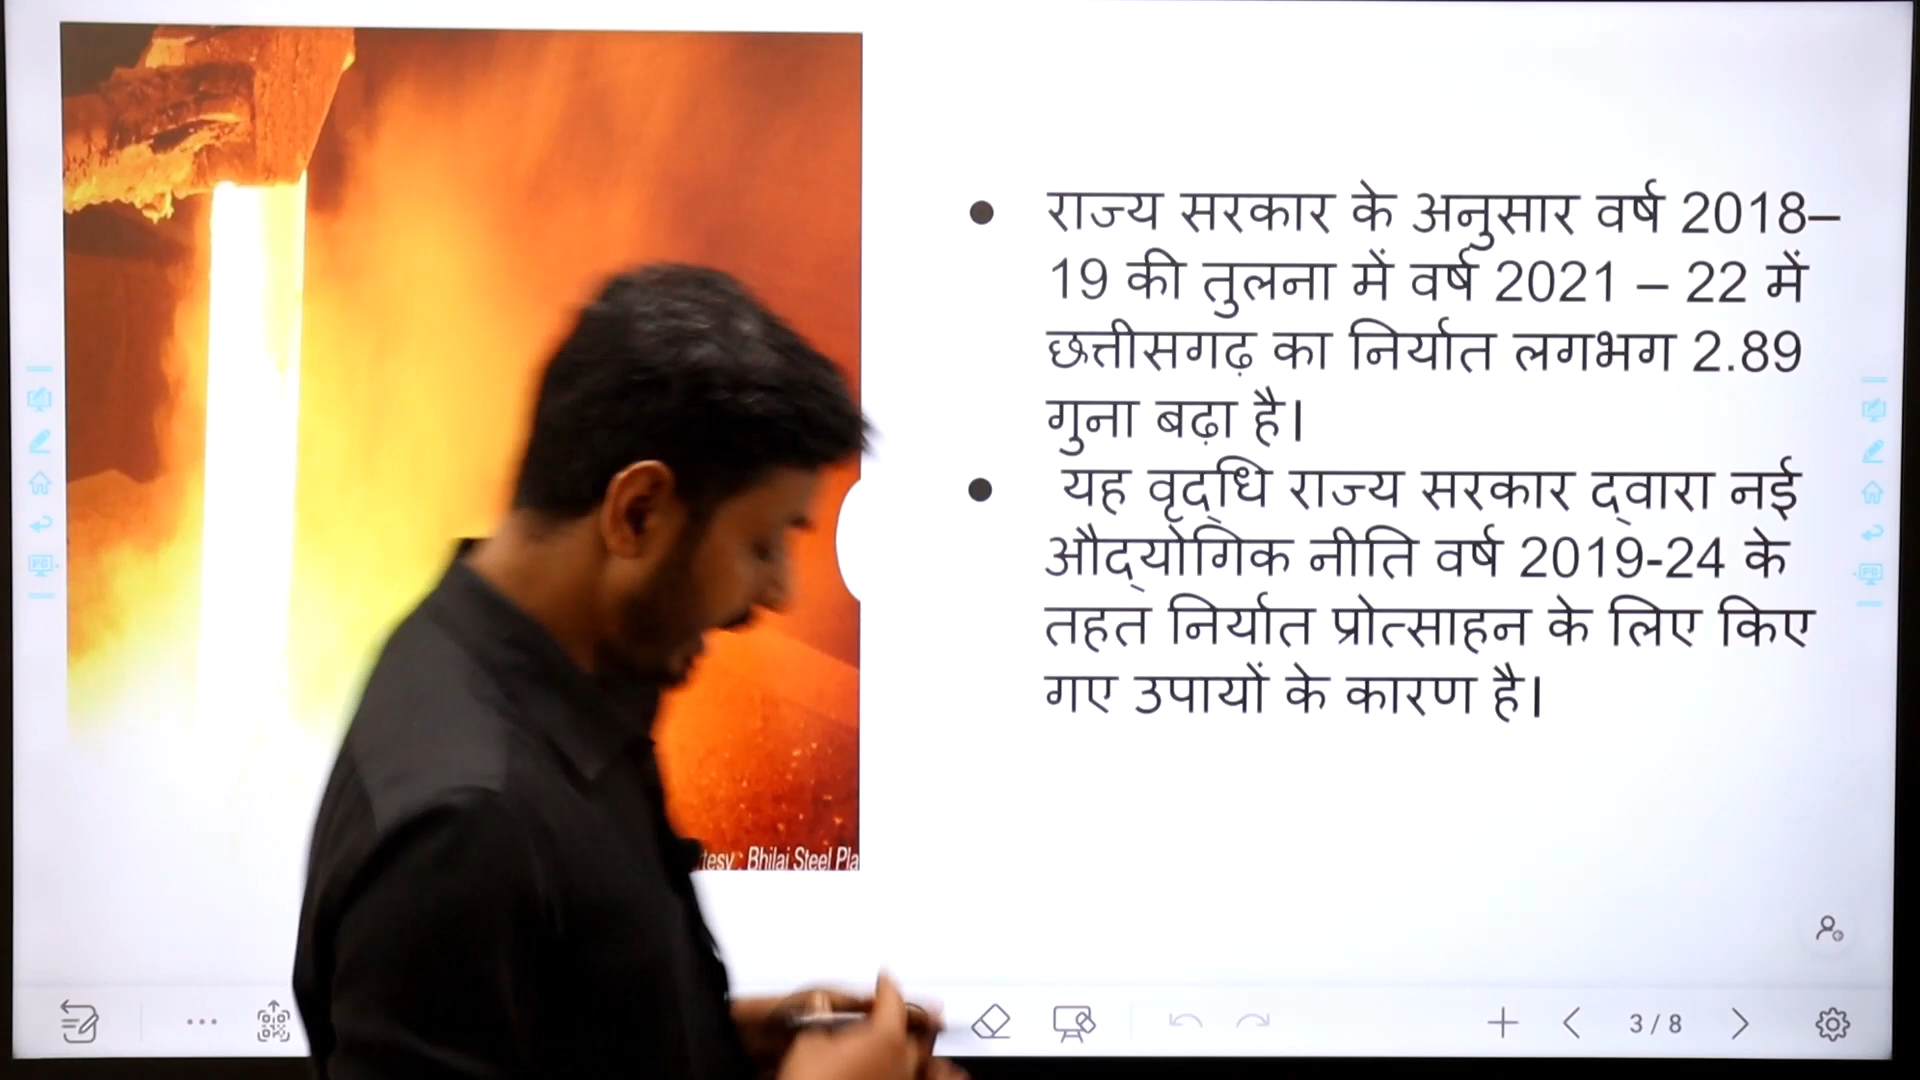 राज्य सरकार के अनुसार वर्ष 2018–
19 की तुलना में वर्ष 2021 – 22 में
छत्तीसगढ़ का निर्यात लगभग 2.89
गुना बढ़ा है।
यह वृद्धि राज्य सरकार द्वारा नई
औद्योगिक नीति वर्ष 2019-24 के
तहत निर्यात प्रोत्साहन के लिए किए
गए उपायों के कारण है।
: Bhilai Steel
3 / 8